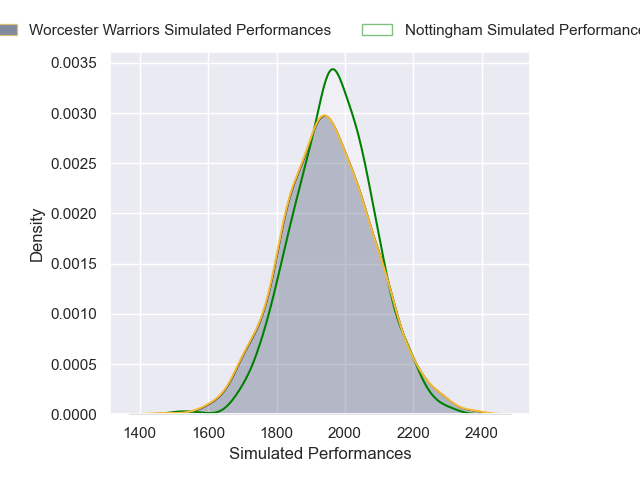 Worcester Warriors Simulated Performances
Nottingham Simulated Performance
0.0035
0.0030
0.0025
0.0020
0.0015
0.0010
0.0005
0.0000
Density
1400 1600 1800 2000 2200 2400
Simulated Performances